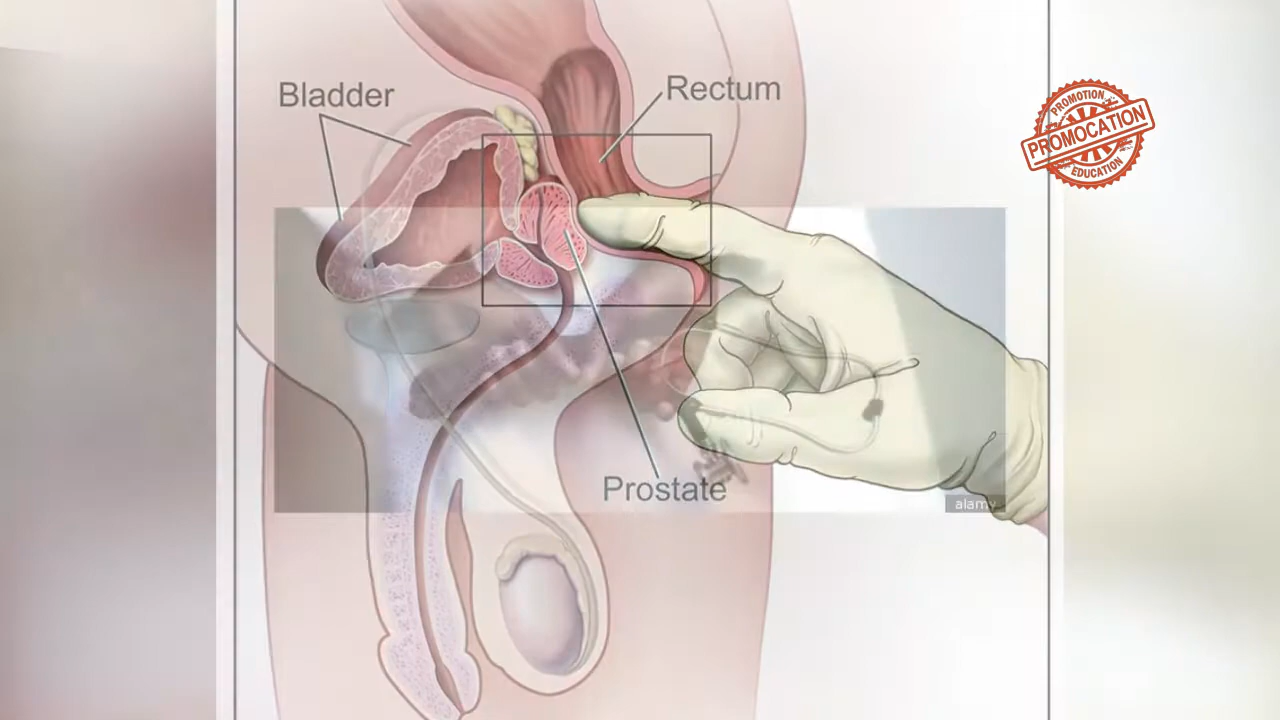 Bladder
Rectum
PROMOTION
PROMOCATION
EDUCATION
Prostate
alamy